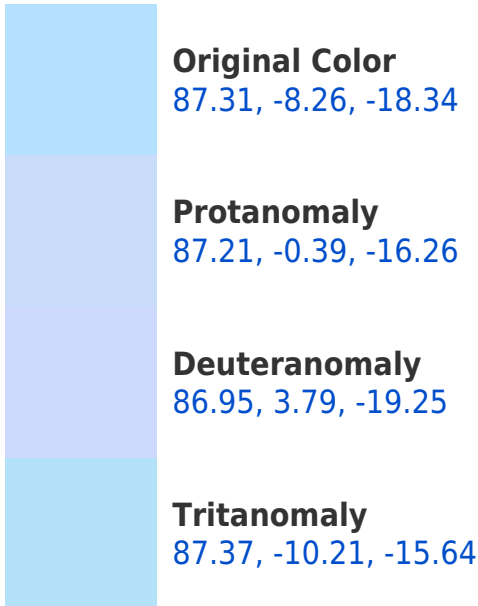 Original Color
87.31, -8.26, -18.34
Protanomaly
87.21, -0.39, -16.26
Deuteranomaly
86.95, 3.79, -19.25
Tritanomaly
87.37, -10.21, -15.64